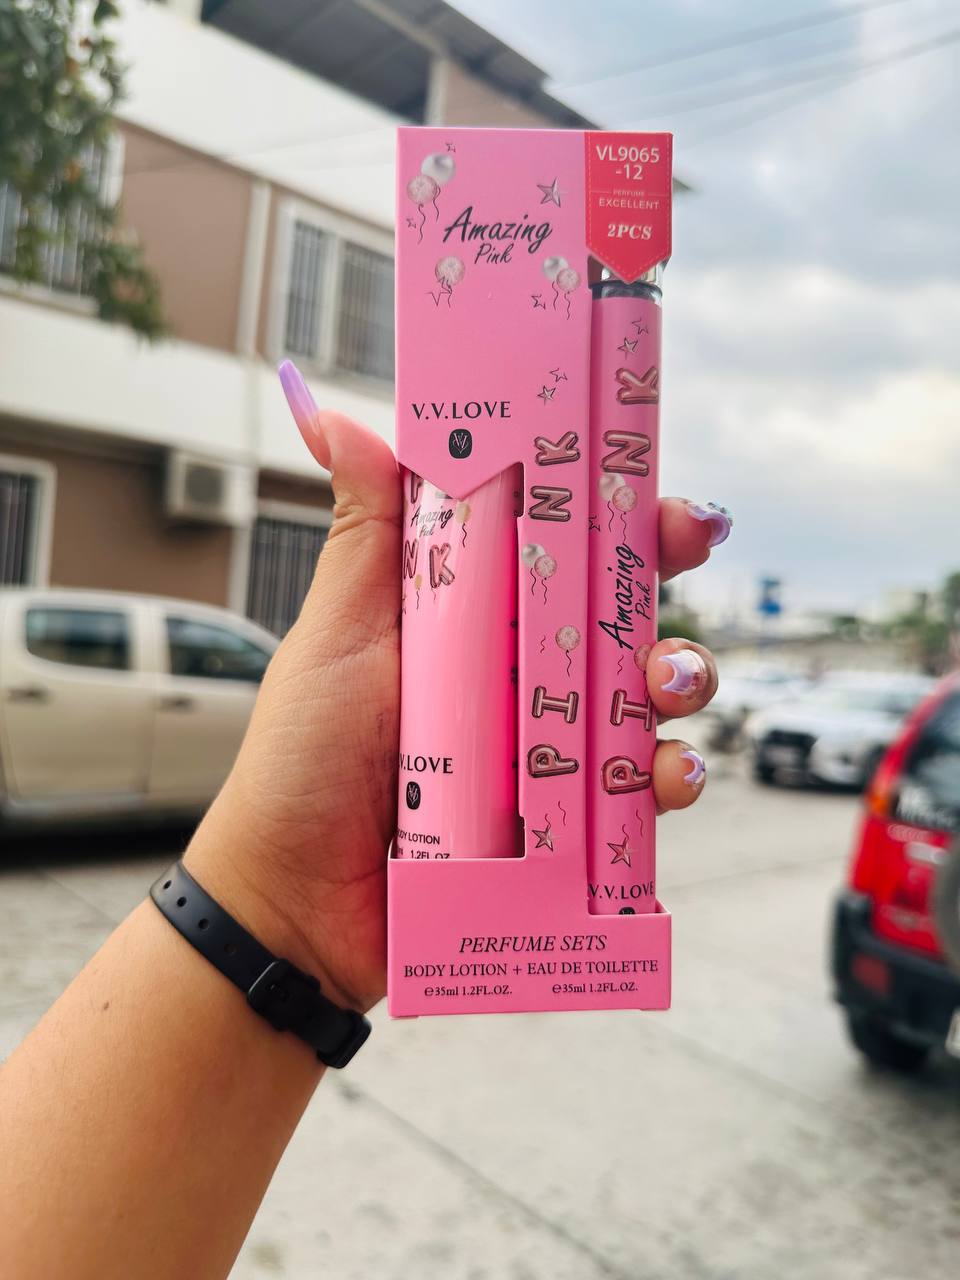 VL9065
-12
PERFUME
EXCELLENT
2PCS
Amazing
Pink
V.V.LOVE
PINK
Amazing
Pink
NK
V.LOVE
BODY LOTION
1.2FL.OZ
PINK
Amazing
Pink
V.V.LOVE
PERFUME SETS
BODY LOTION + EAU DE TOILETTE
℮35ml 1.2FL.OZ. ℮35ml 1.2FL.OZ.